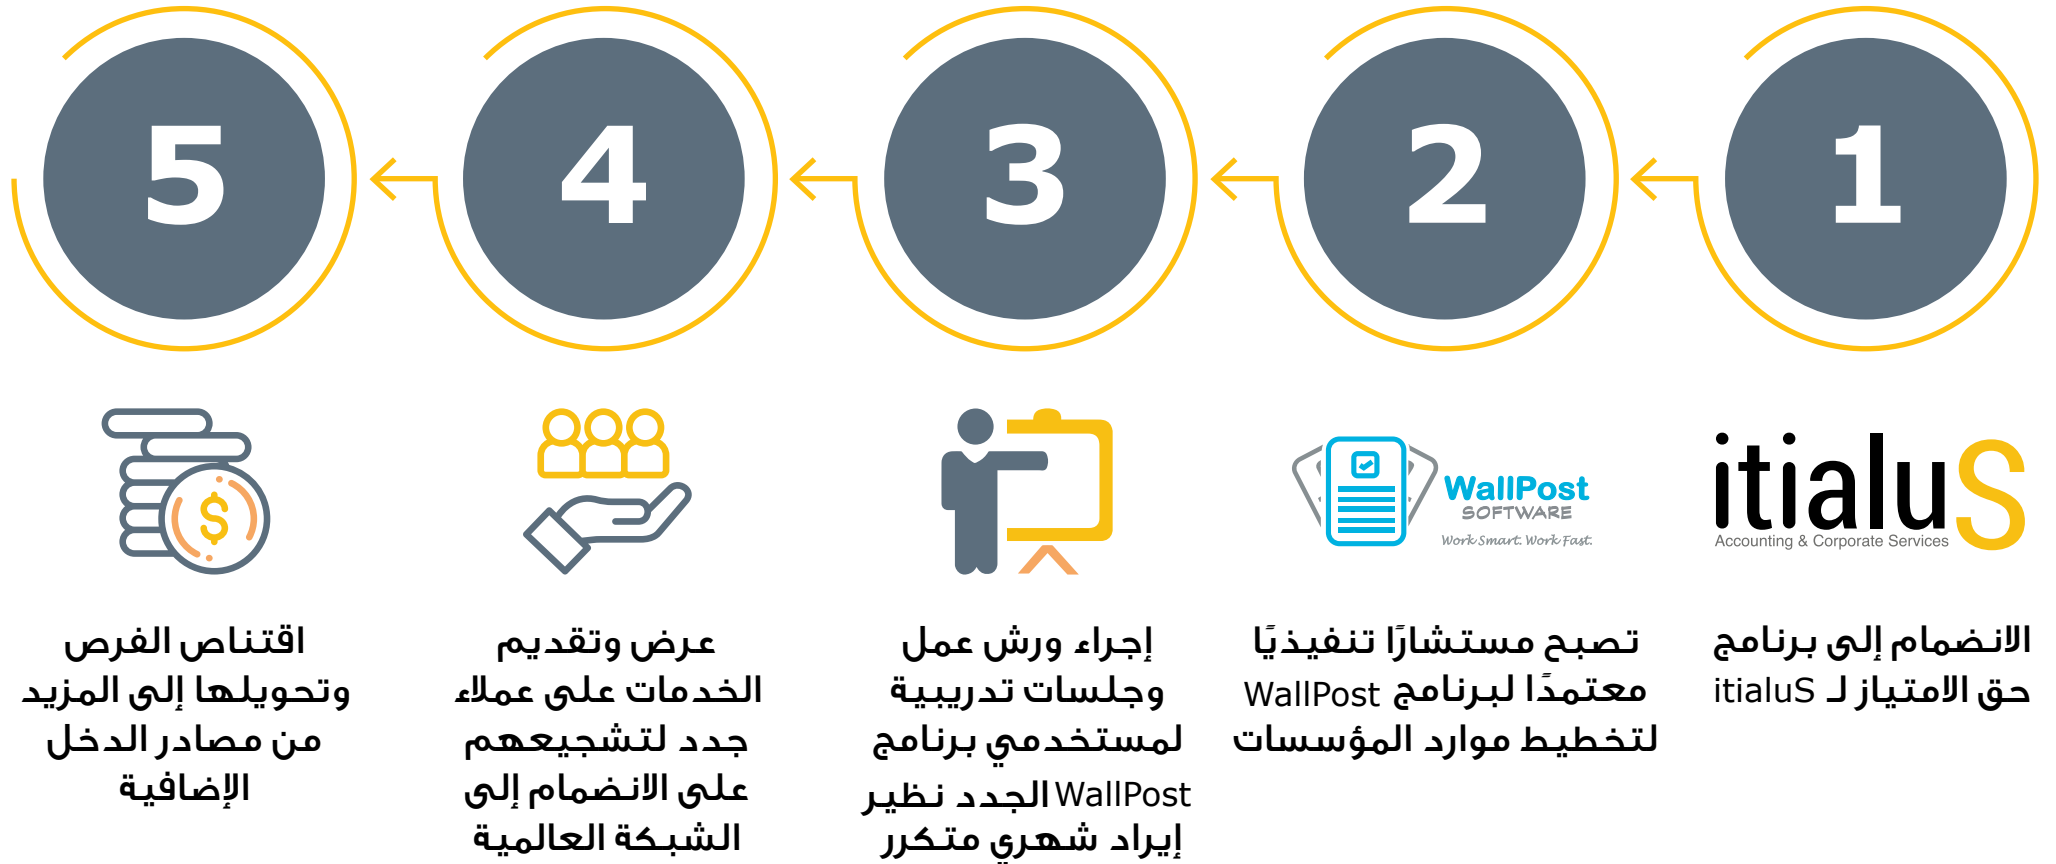 1
2
3
4
5
itialuS
Accounting & Corporate Services
الانضمام إلى برنامج
حق الامتياز لـ itialuS
WallPost
SOFTWARE
Work Smart. Work Fast.
تصبح مستشارًا تنفيذيًا
معتمدًا لبرنامج WallPost
لتخطيط موارد المؤسسات
إجراء ورش عمل
وجلسات تدريبية
لمستخدمي برنامج
WallPost الجدد نظير
إيراد شهري متكرر
عرض وتقديم
الخدمات على عملاء
جدد لتشجيعهم
على الانضمام إلى
الشبكة العالمية
$
اقتناص الفرص
وتحويلها إلى المزيد
من مصادر الدخل
الإضافية